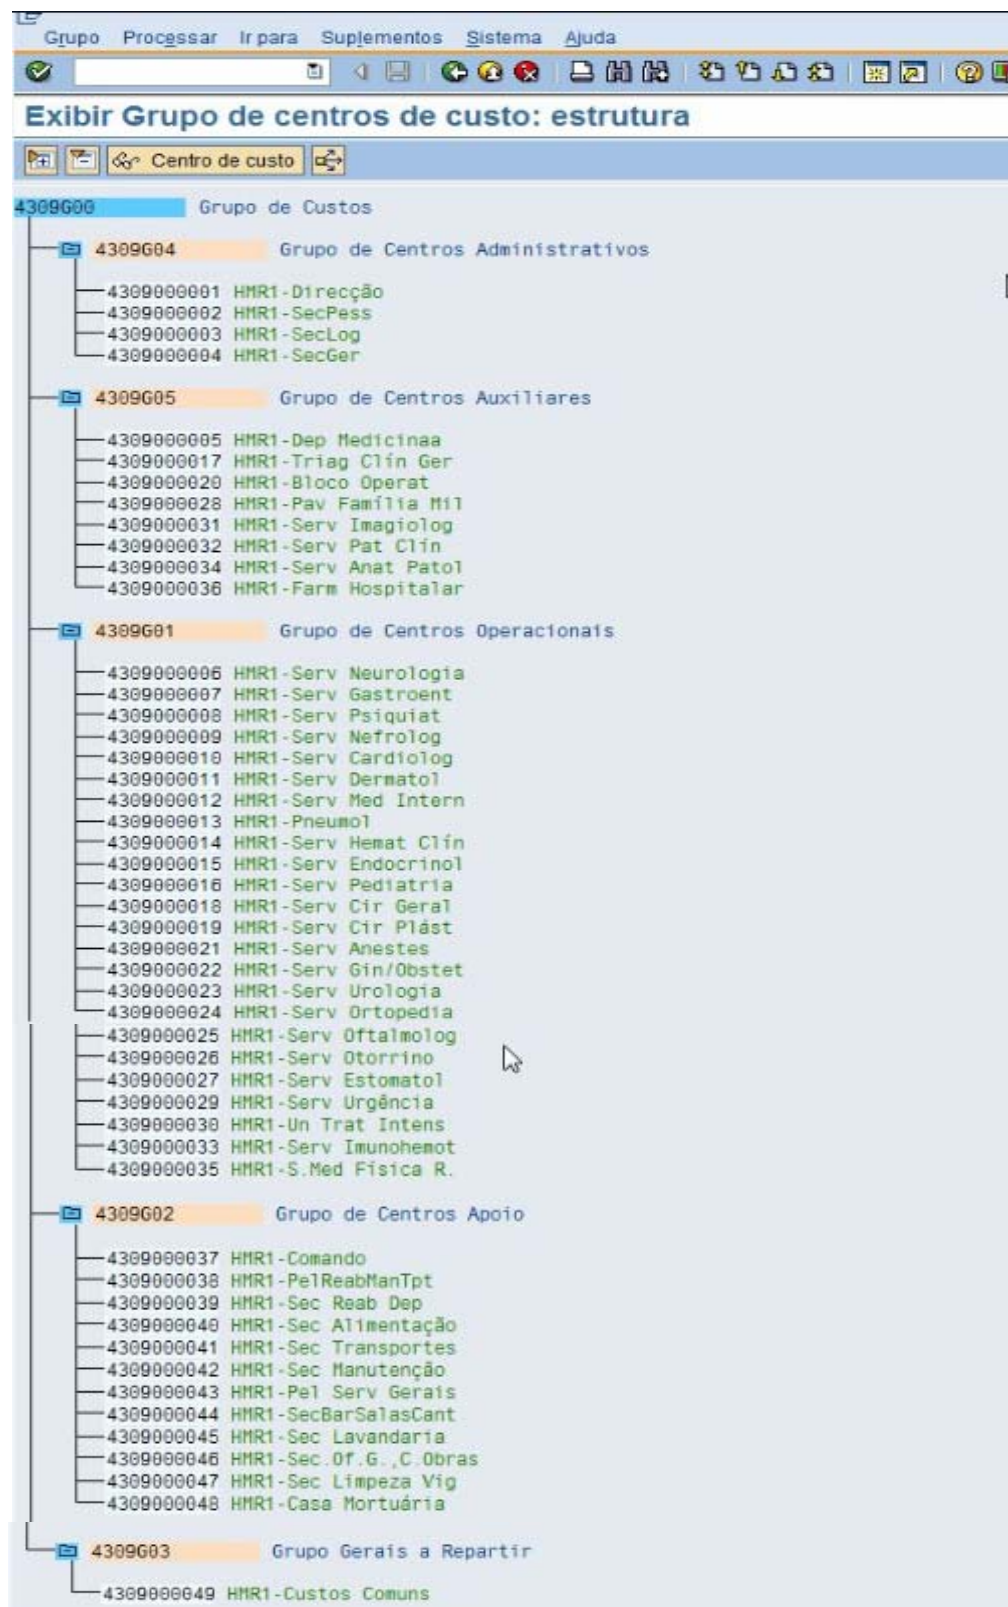 Grupo Processar Ir para Suplementos Sistema Ajuda
Exibir Grupo de centros de custo: estrutura
Centro de custo
4309G00 Grupo de Custos
4309G04 Grupo de Centros Administrativos
4309000001 HMR1-Direcção
4309000002 HMR1-SecPess
4309000003 HMR1-SecLog
4309000004 HMR1-SecGer
4309G05 Grupo de Centros Auxiliares
4309000005 HMR1-Dep Medicinaa
4309000017 HMR1-Triag Clín Ger
4309000020 HMR1-Bloco Operat
4309000028 HMR1-Pav Família Mil
4309000031 HMR1-Serv Imagiolog
4309000032 HMR1-Serv Pat Clín
4309000034 HMR1-Serv Anat Patol
4309000036 HMR1-Farm Hospitalar
4309G01 Grupo de Centros Operacionais
4309000006 HMR1-Serv Neurologia
4309000007 HMR1-Serv Gastroent
4309000008 HMR1-Serv Psiquiat
4309000009 HMR1-Serv Nefrolog
4309000010 HMR1-Serv Cardiolog
4309000011 HMR1-Serv Dermatol
4309000012 HMR1-Serv Med Intern
4309000013 HMR1-Pneumol
4309000014 HMR1-Serv Hemat Clín
4309000015 HMR1-Serv Endocrinol
4309000016 HMR1-Serv Pediatria
4309000018 HMR1-Serv Cir Geral
4309000019 HMR1-Serv Cir Plást
4309000021 HMR1-Serv Anestes
4309000022 HMR1-Serv Gin/Obstet
4309000023 HMR1-Serv Urologia
4309000024 HMR1-Serv Ortopedia
4309000025 HMR1-Serv Oftalmolog
4309000026 HMR1-Serv Otorrino
4309000027 HMR1-Serv Estomatol
4309000029 HMR1-Serv Urgência
4309000030 HMR1-Un Trat Intens
4309000033 HMR1-Serv Imunohemot
4309000035 HMR1-S.Med Física R.
4309G02 Grupo de Centros Apoio
4309000037 HMR1-Comando
4309000038 HMR1-PelReabManTpt
4309000039 HMR1-Sec Reab Dep
4309000040 HMR1-Sec Alimentação
4309000041 HMR1-Sec Transportes
4309000042 HMR1-Sec Manutenção
4309000043 HMR1-Pel Serv Gerais
4309000044 HMR1-SecBarSalasCant
4309000045 HMR1-Sec Lavandaria
4309000046 HMR1-Sec.Of.G.,C.Obras
4309000047 HMR1-Sec Limpeza Vig
4309000048 HMR1-Casa Mortuária
4309G03 Grupo Gerais a Repartir
4309000049 HMR1-Custos Comuns